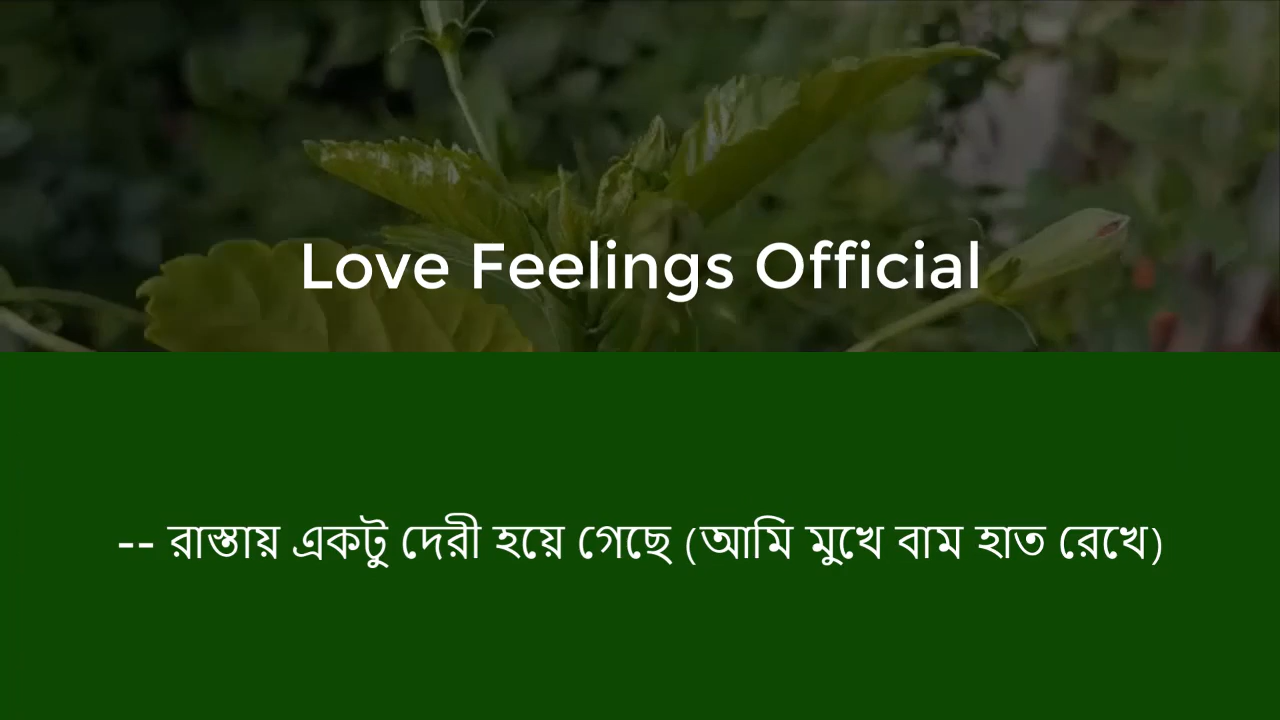 Love Feelings Official
-- রাস্তায় একটু দেরী হয়ে গেছে (আমি মুখে বাম হাত রেখে)